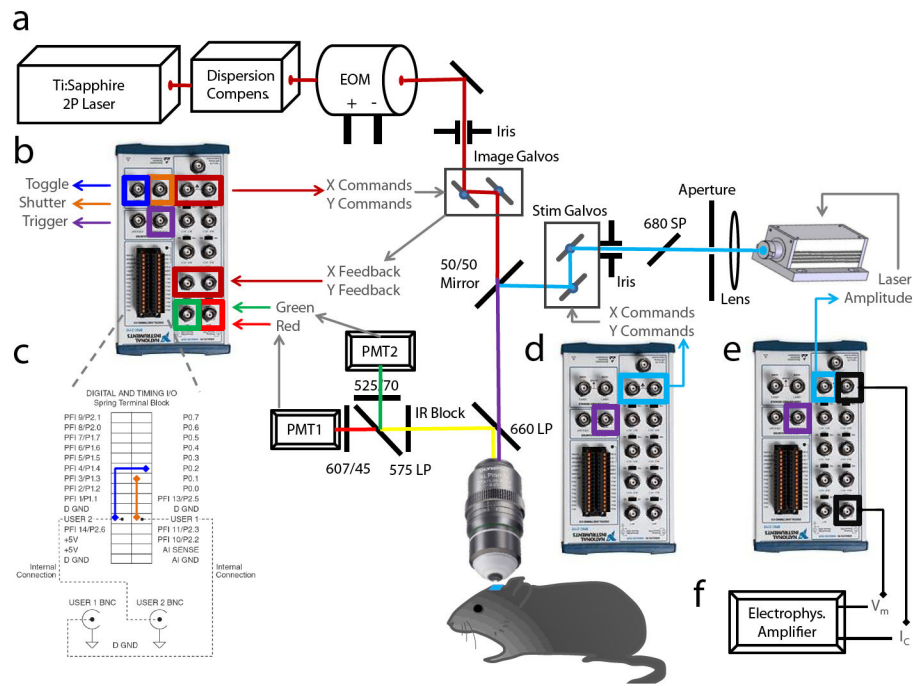 a
Ti:Sapphire
2P Laser
Dispersion
Compens.
EOM
+ -
Iris
Image Galvos
b
Toggle
Shutter
Trigger
X Commands
Y Commands
X Feedback
Y Feedback
Green
Red
NATIONAL
INSTRUMENTS
Stim Galvos
50/50
Mirror
680 SP
Aperture
Iris
Lens
Laser
Amplitude
X Commands
Y Commands
PMT2
525/70
PMT1
607/45
575 LP
IR Block
660 LP
c
DIGITAL AND TIMING I/O
Spring Terminal Block
PFI 9/P2.1 P0.7
PFI 8/P2.0 P0.6
PFI 7/P1.7 P0.5
PFI 6/P1.6 P0.4
PFI 5/P1.5 P0.3
PFI 4/P1.4 P0.2
PFI 3/P1.3 P0.1
PFI 2/P1.2 P0.0
PFI 1/P1.1 PFI 13/P2.5
D GND D GND
USER 2 USER 1
PFI 14/P2.6 PFI 11/P2.3
+5V PFI 10/P2.2
+5V AI SENSE
D GND AI GND
Internal
Connection
Internal
Connection
USER 1 BNC USER 2 BNC
D GND
d
NATIONAL
INSTRUMENTS
e
NATIONAL
INSTRUMENTS
f
Electrophys.
Amplifier
Vm
IC